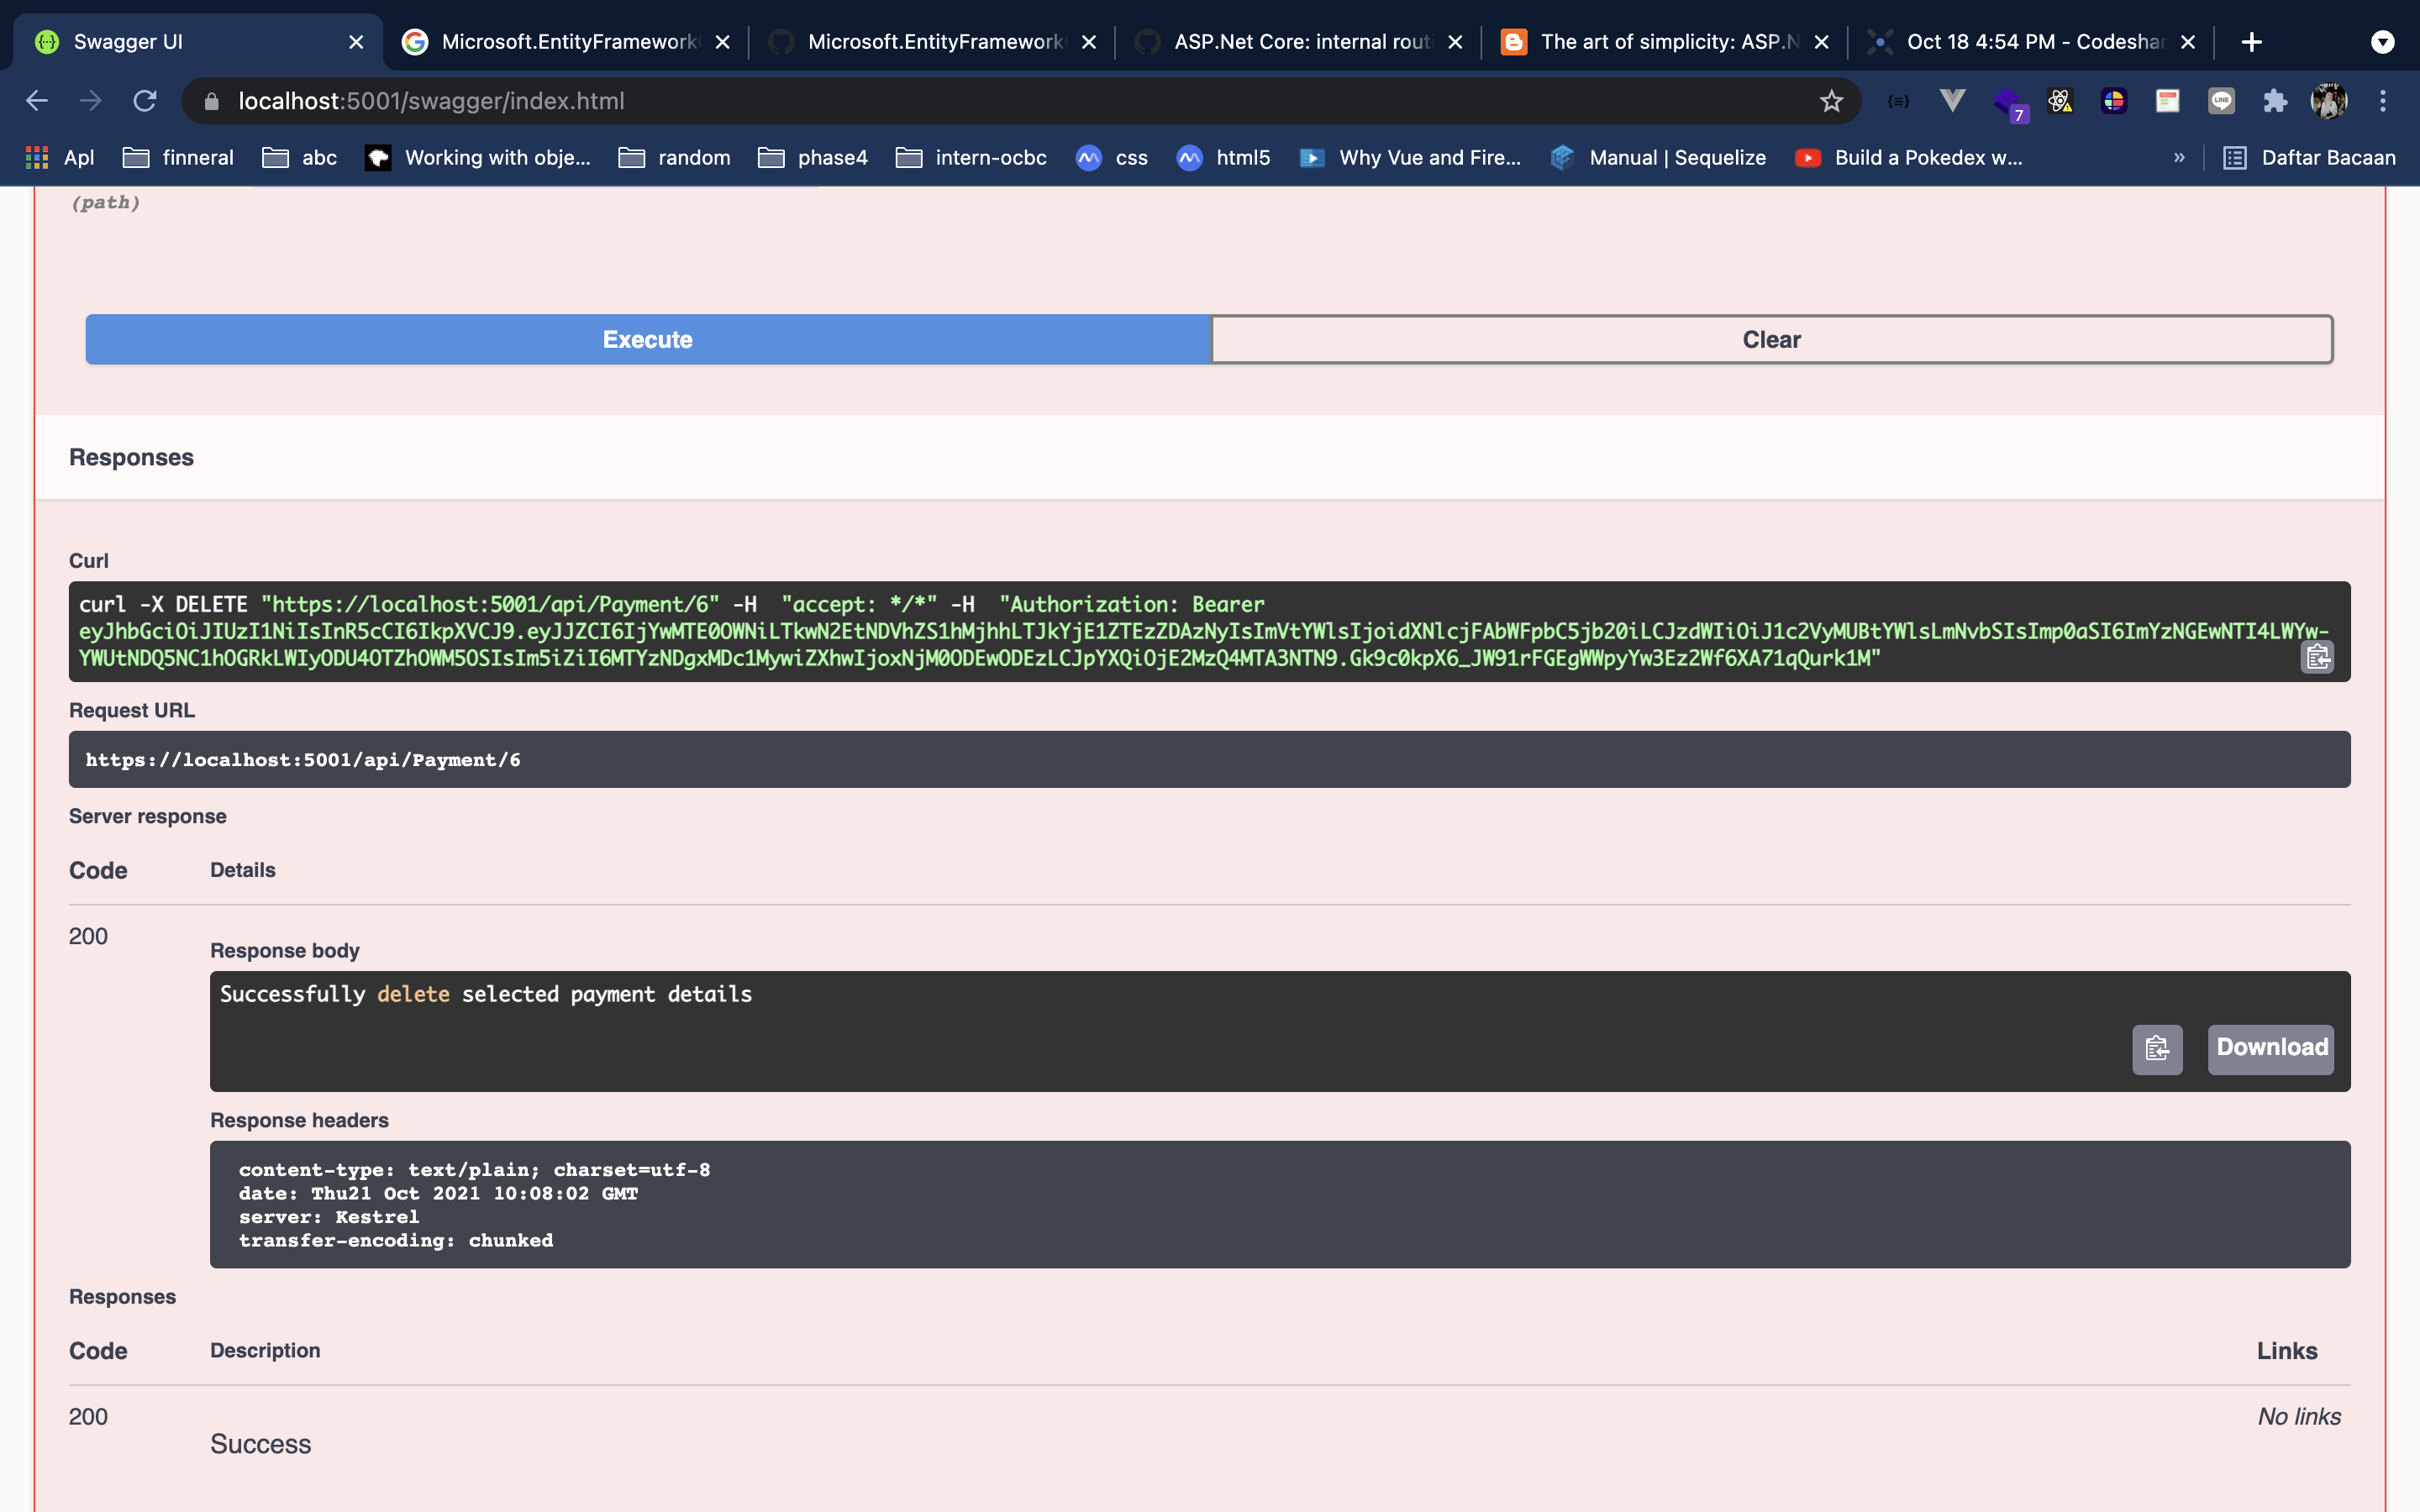 Swagger UI
Microsoft.EntityFramework
Microsoft.EntityFramework
ASP.Net Core: internal rout
The art of simplicity: ASP.N
Oct 18 4:54 PM - Codeshar
localhost:5001/swagger/index.html
7
LINE
Apl
finneral
abc
Working with obje...
random
phase4
intern-ocbc
css
html5
Why Vue and Fire...
Manual | Sequelize
Build a Pokedex w...
»
Daftar Bacaan
(path)
Execute
Clear
Responses
Curl
curl -X DELETE "https://localhost:5001/api/Payment/6" -H  "accept: */*" -H  "Authorization: Bearer
eyJhbGciOiJIUzI1NiIsInR5cCI6IkpXVCJ9.eyJJZCI6IjYwMTE0OWNiLTkwN2EtNDVhZS1hMjhhLTJkYjE1ZTEzZDAzNyIsImVtYWlsIjoidXNlcjFAbWFpbC5jb20iLCJzdWIiOiJ1c2VyMUBtYWlsLmNvbSIsImp0aSI6ImYzNGEwNTI4LWYw-
YWUtNDQ5NC1hOGRkLWIyODU4OTZhOWM5OSIsIm5iZiI6MTYzNDgxMDc1MywiZXhwIjoxNjM0ODEwODEzLCJpYXQiOjE2MzQ4MTA3NTN9.Gk9c0kpX6_JW91rFGEgWWpyYw3Ez2Wf6XA71qQurk1M"
Request URL
https://localhost:5001/api/Payment/6
Server response
Code
Details
200
Response body
Successfully delete selected payment details
Download
Response headers
content-type: text/plain; charset=utf-8
date: Thu21 Oct 2021 10:08:02 GMT
server: Kestrel
transfer-encoding: chunked
Responses
Code
Description
Links
200
Success
No links